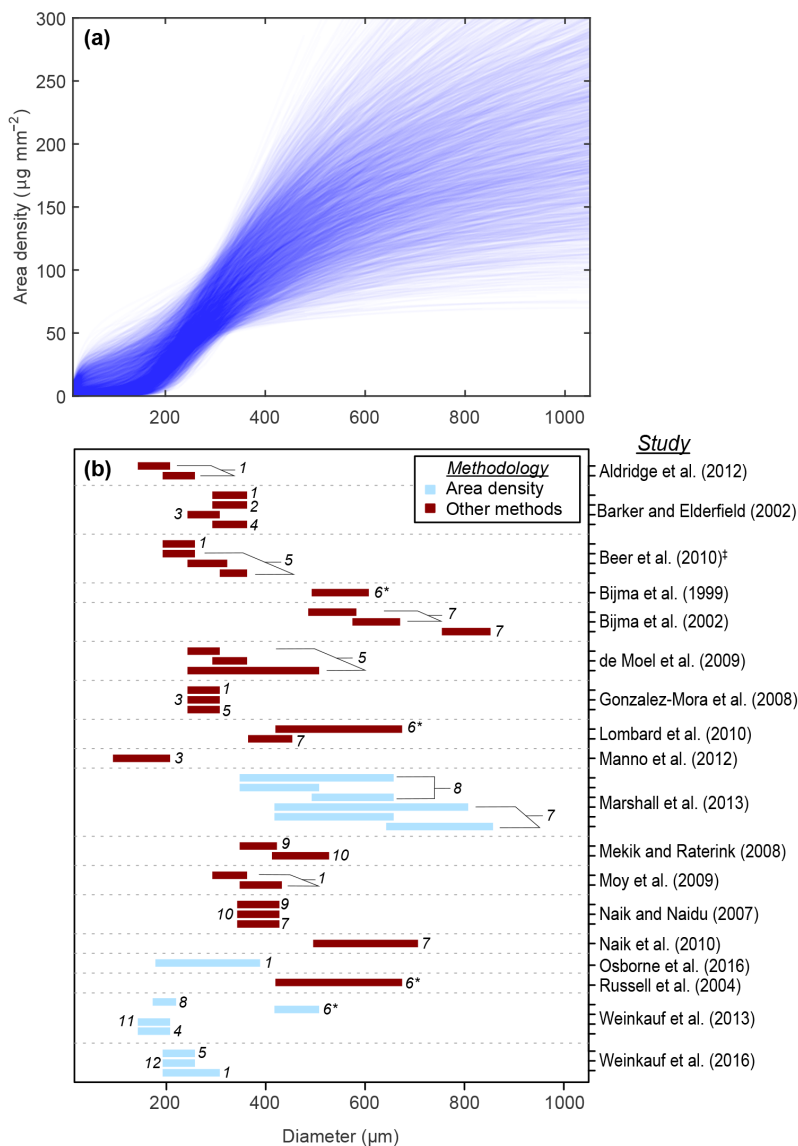 (a)
300
250
200
150
100
50
0
Area density (µg mm⁻²)
200 400 600 800 1000
(b)
Study
Methodology
Area density
Other methods
1 Aldridge et al. (2012)
1
2
3
4
Barker and Elderfield (2002)
1
5
Beer et al. (2010)‡
6* Bijma et al. (1999)
7
7
Bijma et al. (2002)
5 de Moel et al. (2009)
1
3
5
Gonzalez-Mora et al. (2008)
6*
7
Lombard et al. (2010)
3 Manno et al. (2012)
8
7
Marshall et al. (2013)
9
10
Mekik and Raterink (2008)
1 Moy et al. (2009)
9
10
7
Naik and Naidu (2007)
7 Naik et al. (2010)
1 Osborne et al. (2016)
6* Russell et al. (2004)
8
6*
11
4
Weinkauf et al. (2013)
5
12
1
Weinkauf et al. (2016)
200 400 600 800 1000
Diameter (µm)